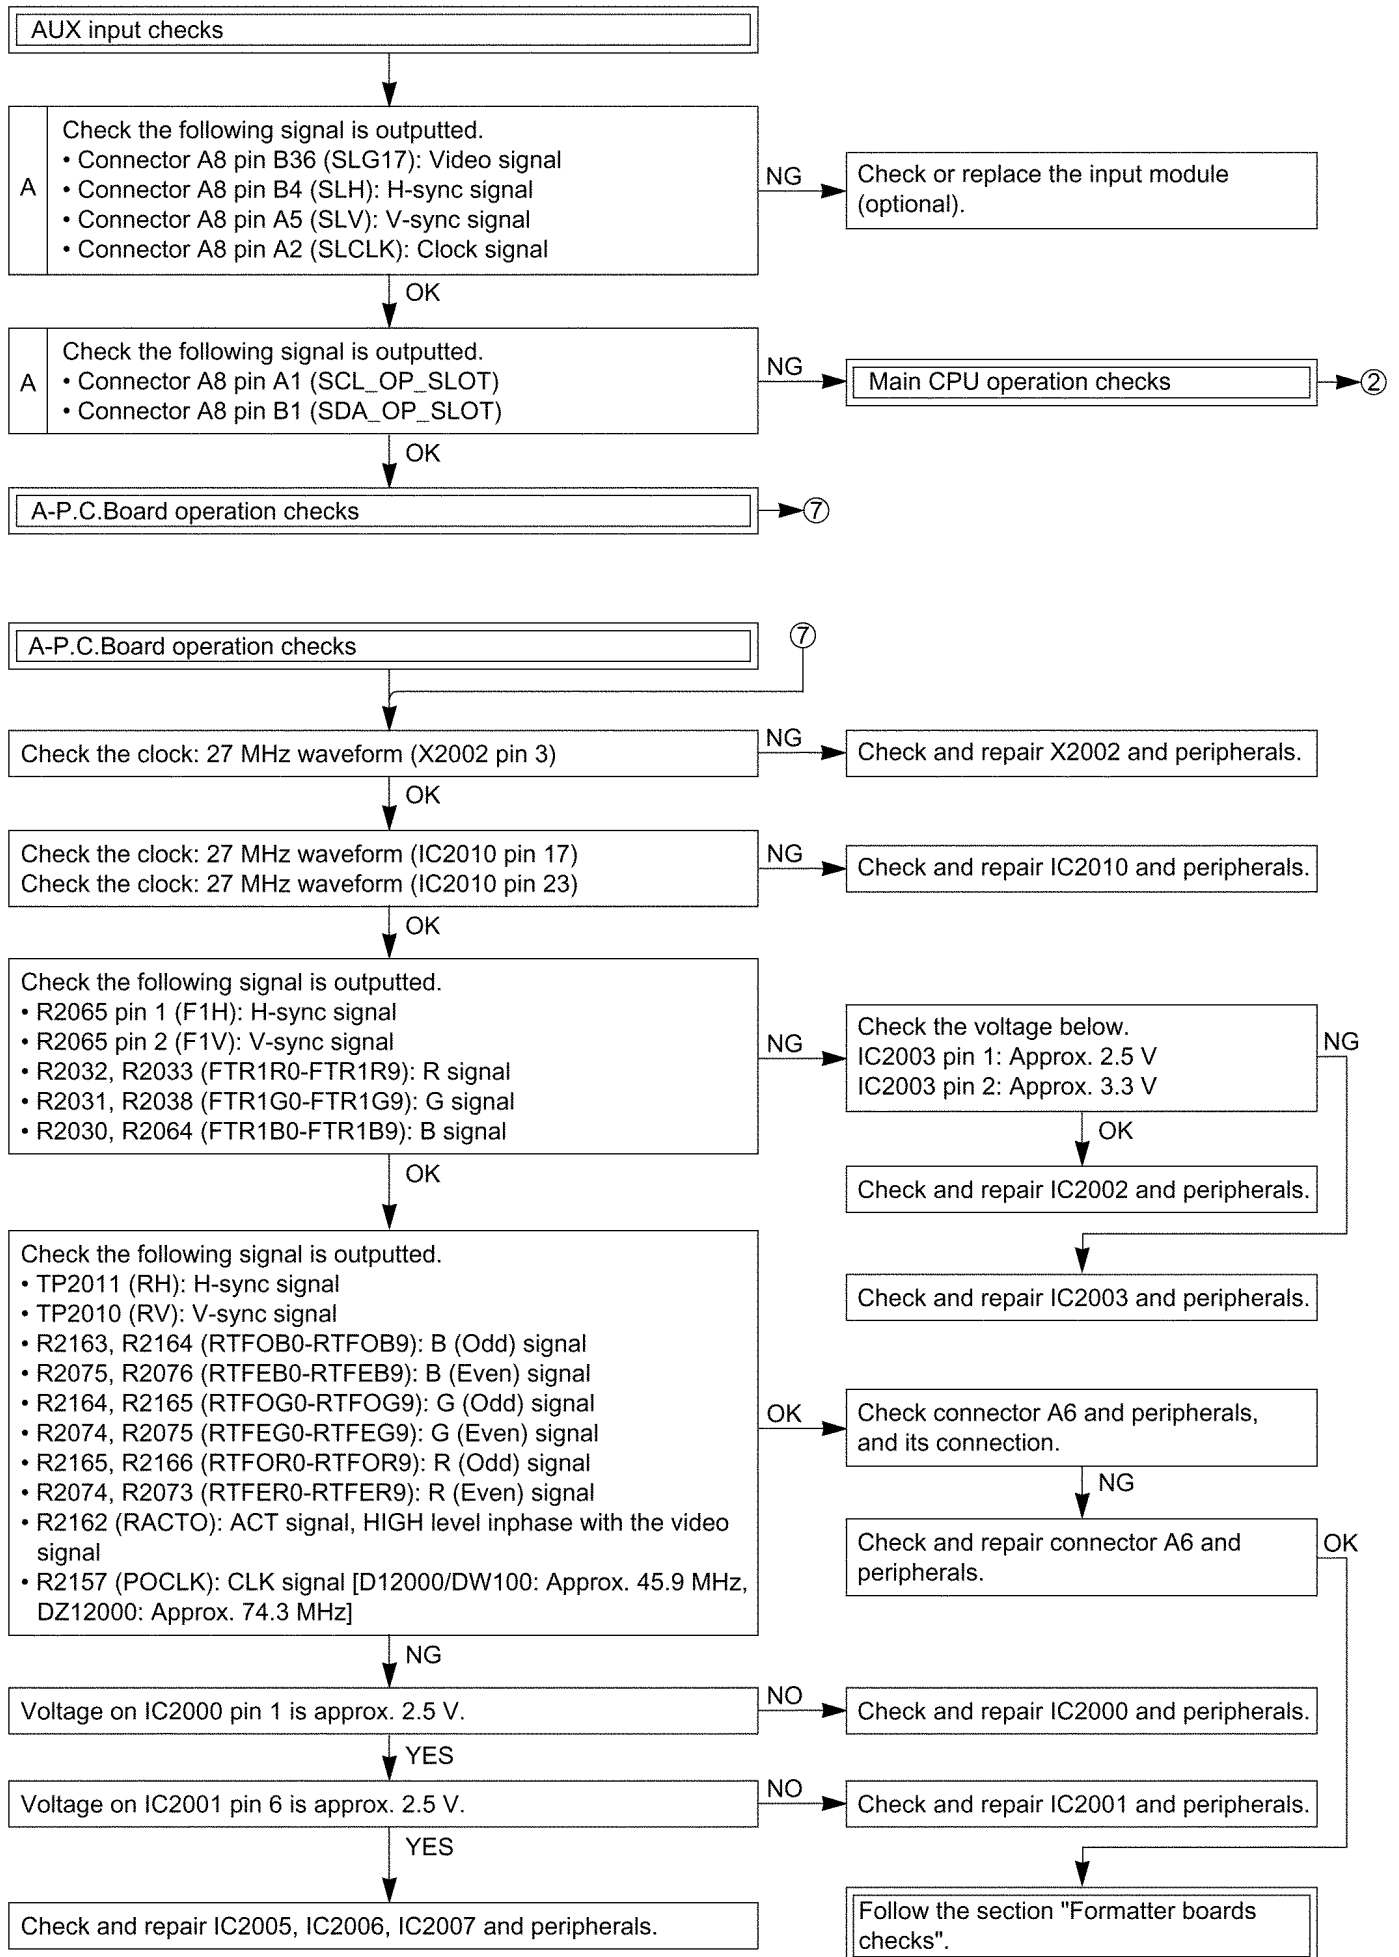 AUX input checks
A
Check the following signal is outputted.
• Connector A8 pin B36 (SLG17): Video signal
• Connector A8 pin B4 (SLH): H-sync signal
• Connector A8 pin A5 (SLV): V-sync signal
• Connector A8 pin A2 (SLCLK): Clock signal
NG
Check or replace the input module
(optional).
OK
A
Check the following signal is outputted.
• Connector A8 pin A1 (SCL_OP_SLOT)
• Connector A8 pin B1 (SDA_OP_SLOT)
NG
Main CPU operation checks
②
OK
A-P.C.Board operation checks
⑦
A-P.C.Board operation checks
⑦
Check the clock: 27 MHz waveform (X2002 pin 3)
NG
Check and repair X2002 and peripherals.
OK
Check the clock: 27 MHz waveform (IC2010 pin 17)
Check the clock: 27 MHz waveform (IC2010 pin 23)
NG
Check and repair IC2010 and peripherals.
OK
Check the following signal is outputted.
• R2065 pin 1 (F1H): H-sync signal
• R2065 pin 2 (F1V): V-sync signal
• R2032, R2033 (FTR1R0-FTR1R9): R signal
• R2031, R2038 (FTR1G0-FTR1G9): G signal
• R2030, R2064 (FTR1B0-FTR1B9): B signal
NG
Check the voltage below.
IC2003 pin 1: Approx. 2.5 V
IC2003 pin 2: Approx. 3.3 V
NG
OK
Check and repair IC2002 and peripherals.
Check and repair IC2003 and peripherals.
OK
Check the following signal is outputted.
• TP2011 (RH): H-sync signal
• TP2010 (RV): V-sync signal
• R2163, R2164 (RTFOB0-RTFOB9): B (Odd) signal
• R2075, R2076 (RTFEB0-RTFEB9): B (Even) signal
• R2164, R2165 (RTFOG0-RTFOG9): G (Odd) signal
• R2074, R2075 (RTFEG0-RTFEG9): G (Even) signal
• R2165, R2166 (RTFOR0-RTFOR9): R (Odd) signal
• R2074, R2073 (RTFER0-RTFER9): R (Even) signal
• R2162 (RACTO): ACT signal, HIGH level inphase with the video
signal
• R2157 (POCLK): CLK signal [D12000/DW100: Approx. 45.9 MHz,
DZ12000: Approx. 74.3 MHz]
OK
Check connector A6 and peripherals,
and its connection.
NG
Check and repair connector A6 and
peripherals.
OK
NG
Voltage on IC2000 pin 1 is approx. 2.5 V.
NO
Check and repair IC2000 and peripherals.
YES
Voltage on IC2001 pin 6 is approx. 2.5 V.
NO
Check and repair IC2001 and peripherals.
YES
Check and repair IC2005, IC2006, IC2007 and peripherals.
Follow the section "Formatter boards
checks".